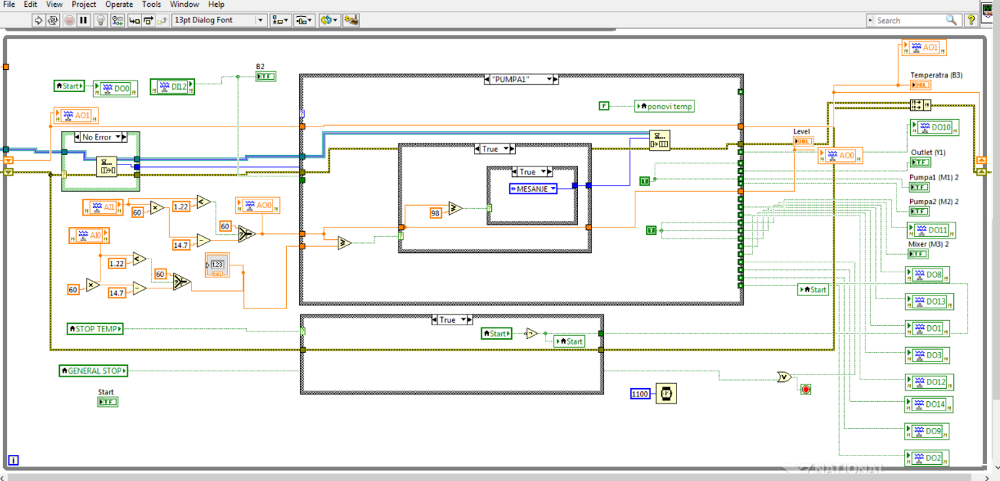 File Edit View Project Operate Tools Window Help
13pt Dialog Font
Search
AO1
B2
TF
"PUMPA1"
Temperatra (B3)
DBL
Start
DO0
DI12
F
ponovi temp
AO1
DO10
No Error
Level
DBL
AO0
True
Outlet (Y1)
TF
True
Pumpa1 (M1) 2
TF
T
MESANJE
AI1
60
1.22
AO0
98
Pumpa2 (M2) 2
TF
AI0
60
T
DO11
14.7
Mixer (M3) 2
TF
1.22
1.23
DBL
60
DO8
60
14.7
Start
DO13
True
STOP TEMP
Start
Start
DO1
DO3
GENERAL STOP
DO12
Start
TF
1100
DO14
DO9
DO2
i
NATIONAL